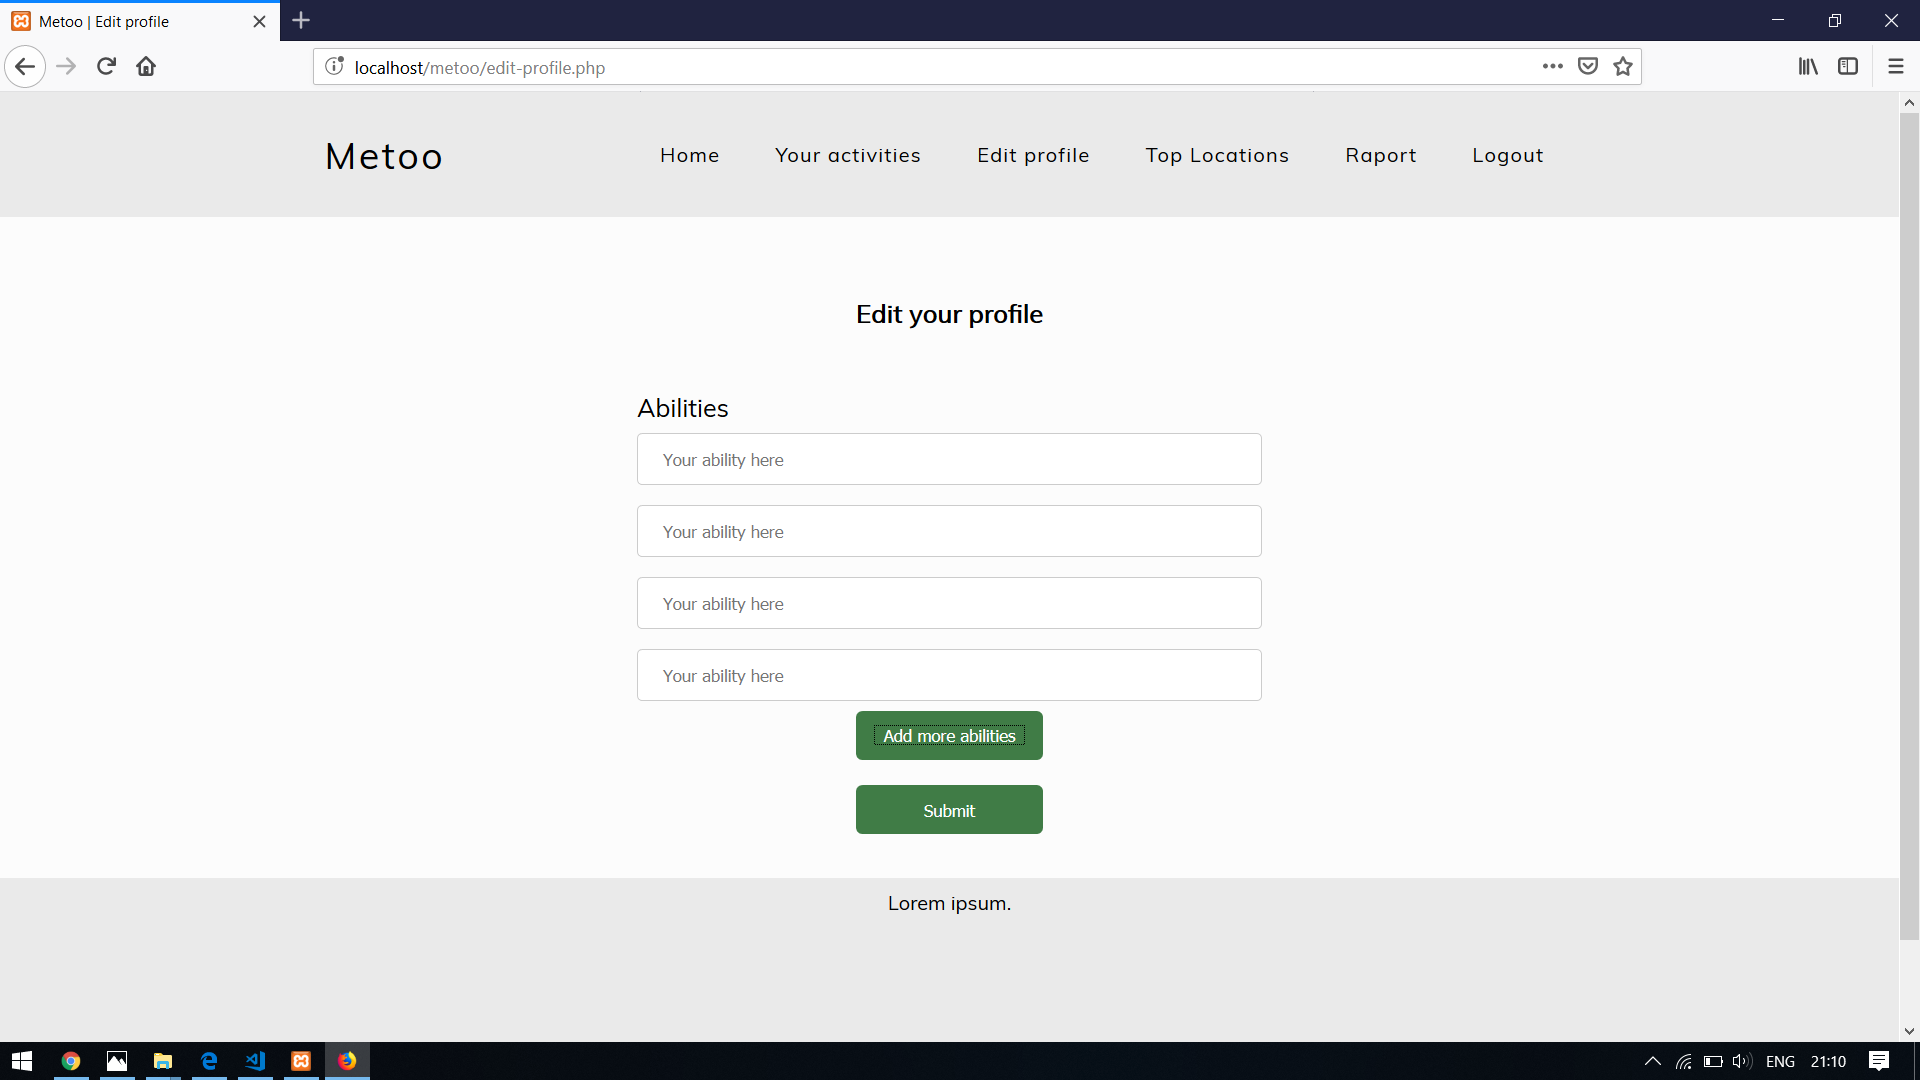 Metoo | Edit profile
localhost/metoo/edit-profile.php
Metoo
Home
Your activities
Edit profile
Top Locations
Raport
Logout
Edit your profile
Abilities
Your ability here
Your ability here
Your ability here
Your ability here
Add more abilities
Submit
Lorem ipsum.
ENG
21:10